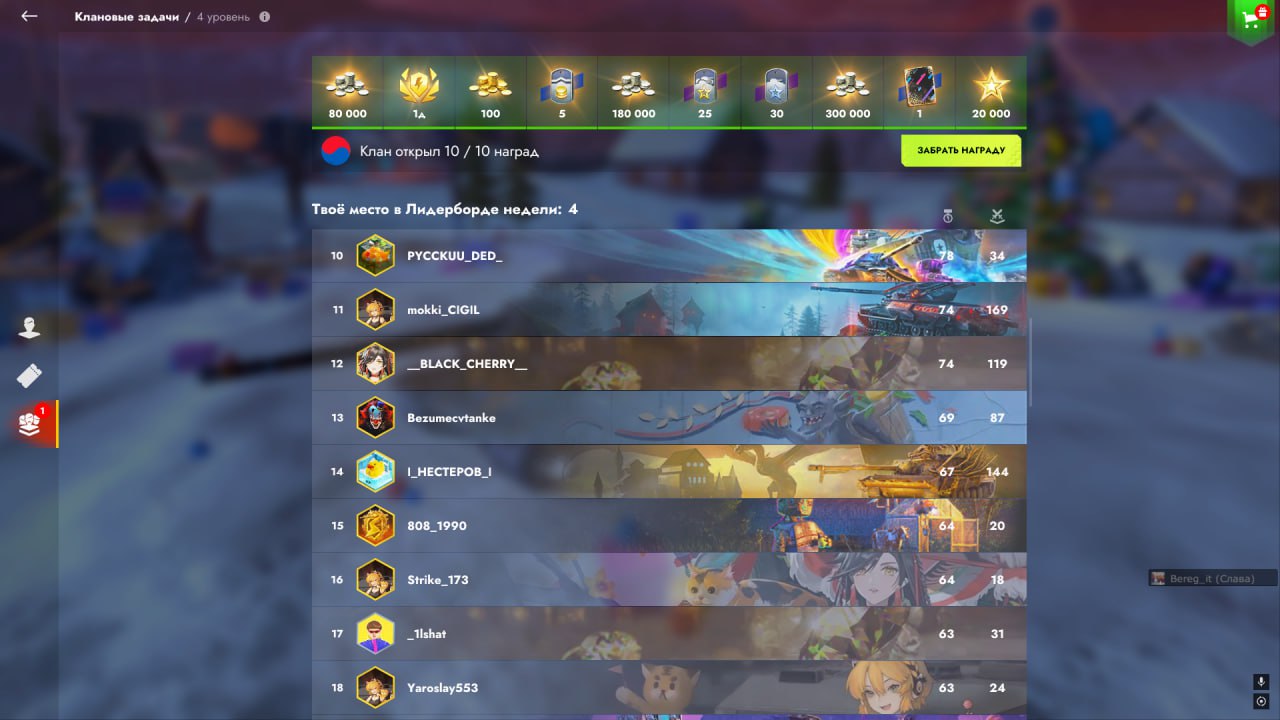 Клановые задачи / 4 уровень
80 000 1д 100 5 180 000 25 30 300 000 1 20 000
Клан открыл 10 / 10 наград
ЗАБРАТЬ НАГРАДУ
Твоё место в Лидерборде недели: 4
10 PYCCKUU_DED_ 78 34
11 mokki_CIGIL 74 169
12 __BLACK_CHERRY__ 74 119
13 Bezumecvtanke 69 87
14 I_HECTEPOB_I 67 144
15 808_1990 64 20
16 Strike_173 64 18
17 _1lshat 63 31
18 Yaroslay553 63 24
1
Bereg_it (Слава)